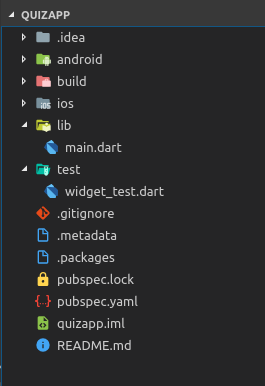 QUIZAPP
.idea
android
build
ios
lib
main.dart
test
widget_test.dart
.gitignore
.metadata
.packages
pubspec.lock
pubspec.yaml
quizapp.iml
README.md